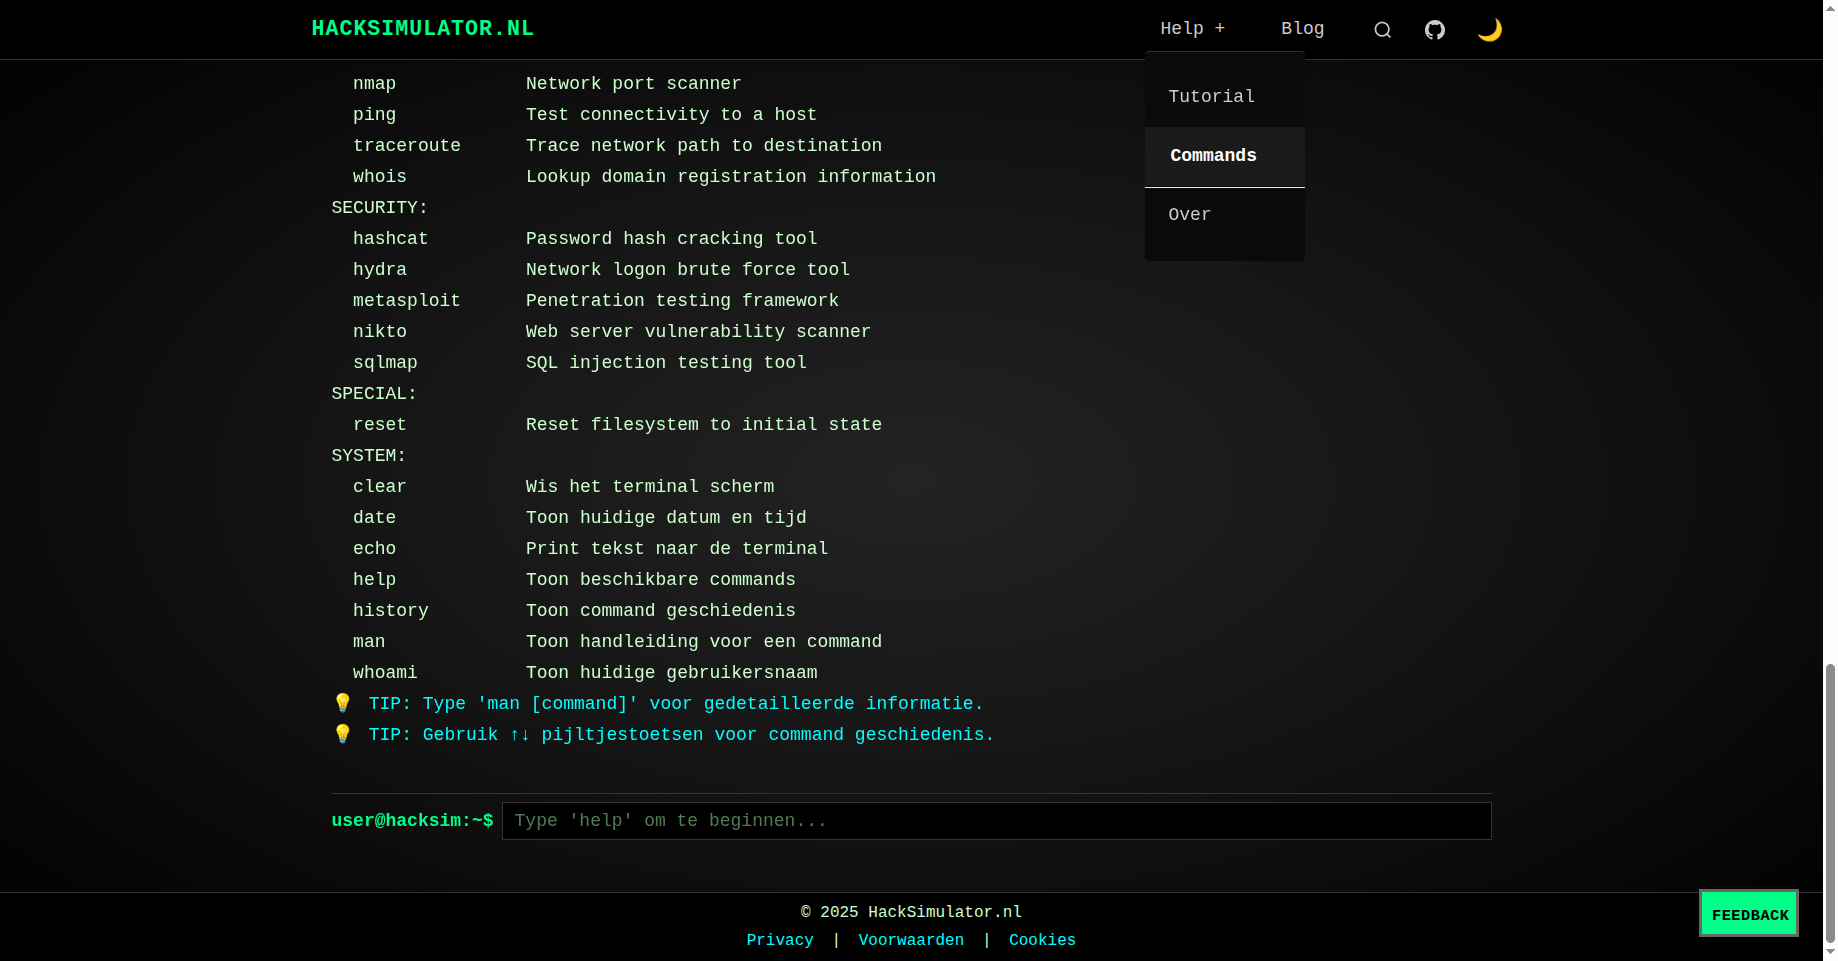 HACKSIMULATOR.NL
Help +
Blog
Tutorial
Commands
Over
nmap Network port scanner
ping Test connectivity to a host
traceroute Trace network path to destination
whois Lookup domain registration information
SECURITY:
hashcat Password hash cracking tool
hydra Network logon brute force tool
metasploit Penetration testing framework
nikto Web server vulnerability scanner
sqlmap SQL injection testing tool
SPECIAL:
reset Reset filesystem to initial state
SYSTEM:
clear Wis het terminal scherm
date Toon huidige datum en tijd
echo Print tekst naar de terminal
help Toon beschikbare commands
history Toon command geschiedenis
man Toon handleiding voor een command
whoami Toon huidige gebruikersnaam
💡 TIP: Type 'man [command]' voor gedetailleerde informatie.
💡 TIP: Gebruik ↑↓ pijltjestoetsen voor command geschiedenis.
user@hacksim:~$ Type 'help' om te beginnen...
© 2025 HackSimulator.nl
Privacy | Voorwaarden | Cookies
FEEDBACK